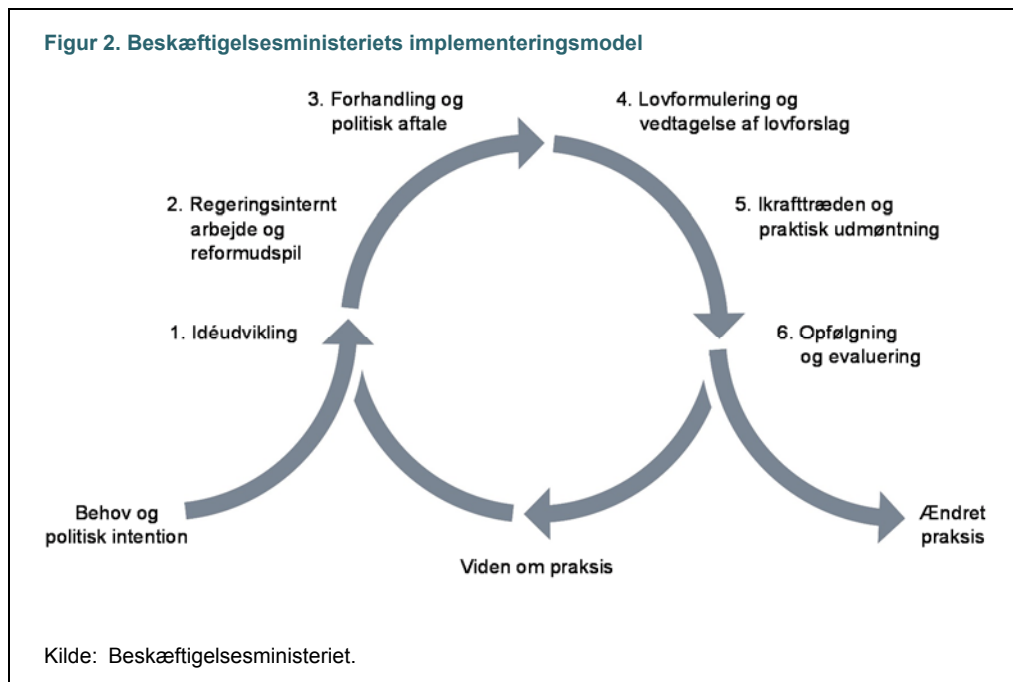 Figur 2. Beskæftigelsesministeriets implementeringsmodel
3. Forhandling og
politisk aftale
4. Lovformulering og
vedtagelse af lovforslag
2. Regeringsinternt
arbejde og
reformudspil
5. Ikrafttræden og
praktisk udmøntning
1. Idéudvikling
6. Opfølgning
og evaluering
Behov og
politisk intention
Ændret
praksis
Viden om praksis
Kilde: Beskæftigelsesministeriet.